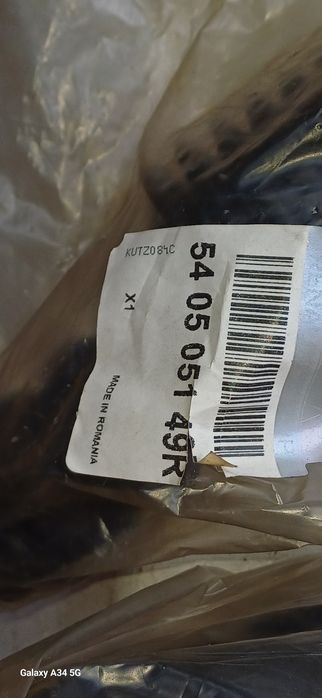 KUTZ084C
54 05 051 49R
X1
MADE IN ROMANIA
Galaxy A34 5G